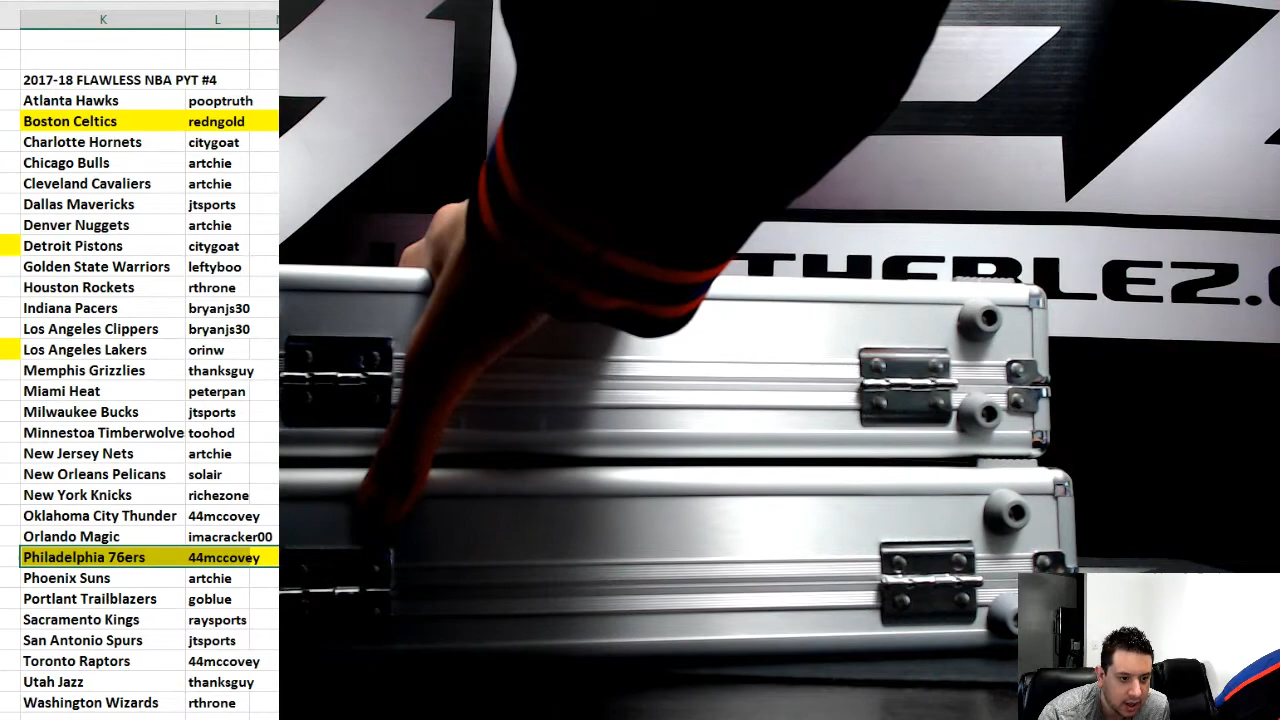 K L
2017-18 FLAWLESS NBA PYT #4
Atlanta Hawks pooptruth
Boston Celtics redngold
Charlotte Hornets citygoat
Chicago Bulls artchie
Cleveland Cavaliers artchie
Dallas Mavericks jtsports
Denver Nuggets artchie
Detroit Pistons citygoat
Golden State Warriors leftyboo
Houston Rockets rthrone
Indiana Pacers bryanjs30
Los Angeles Clippers bryanjs30
Los Angeles Lakers orinw
Memphis Grizzlies thanksguy
Miami Heat peterpan
Milwaukee Bucks jtsports
Minnestoa Timberwolve toohod
New Jersey Nets artchie
New Orleans Pelicans solair
New York Knicks richezone
Oklahoma City Thunder 44mccovey
Orlando Magic imacracker00
Philadelphia 76ers 44mccovey
Phoenix Suns artchie
Portlant Trailblazers goblue
Sacramento Kings raysports
San Antonio Spurs jtsports
Toronto Raptors 44mccovey
Utah Jazz thanksguy
Washington Wizards rthrone